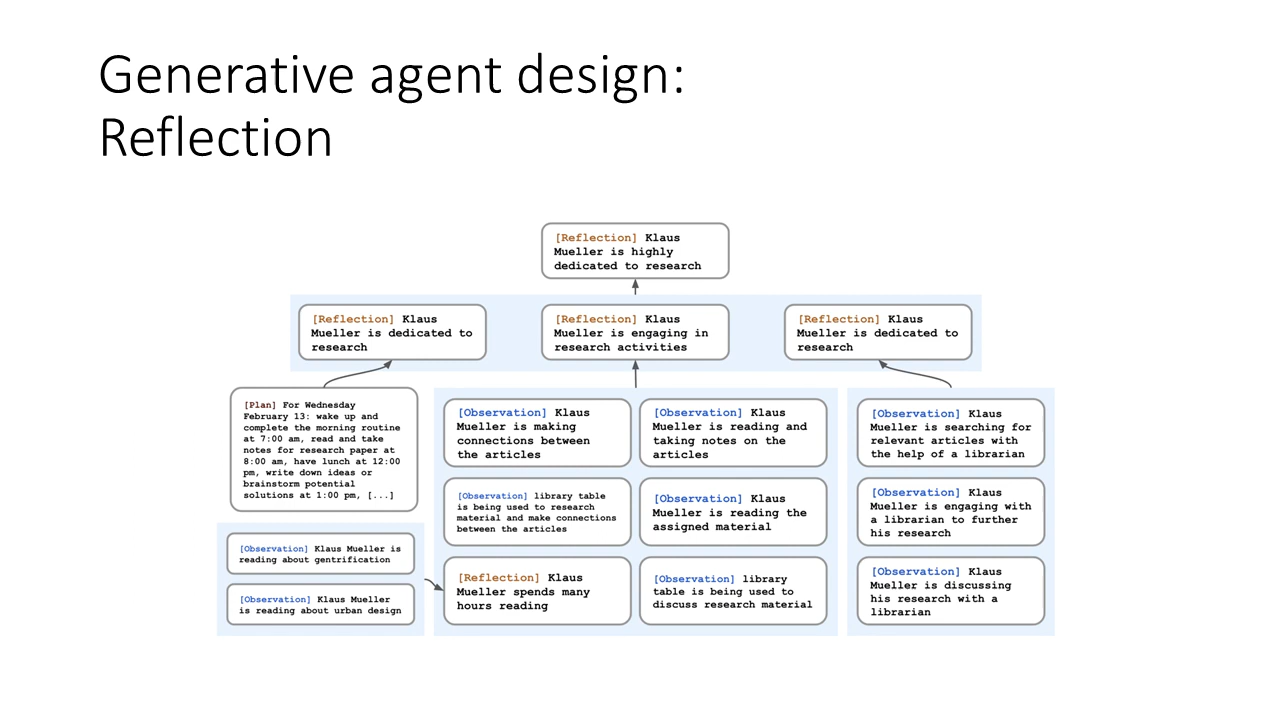 Generative agent design:
Reflection
[Reflection] Klaus
Mueller is highly
dedicated to research
[Reflection] Klaus
Mueller is dedicated to
research
[Reflection] Klaus
Mueller is engaging in
research activities
[Reflection] Klaus
Mueller is dedicated to
research
[Plan] For Wednesday
February 13: wake up and
complete the morning routine
at 7:00 am, read and take
notes for research paper at
8:00 am, have lunch at 12:00
pm, write down ideas or
brainstorm potential
solutions at 1:00 pm, [...]
[Observation] Klaus Mueller is
reading about gentrification
[Observation] Klaus Mueller
is reading about urban design
[Observation] Klaus
Mueller is making
connections between
the articles
[Observation] Klaus
Mueller is reading and
taking notes on the
articles
[Observation] library table
is being used to research
material and make connections
between the articles
[Observation] Klaus
Mueller is reading the
assigned material
[Reflection] Klaus
Mueller spends many
hours reading
[Observation] library
table is being used to
discuss research material
[Observation] Klaus
Mueller is searching for
relevant articles with
the help of a librarian
[Observation] Klaus
Mueller is engaging with
a librarian to further
his research
[Observation] Klaus
Mueller is discussing
his research with a
librarian